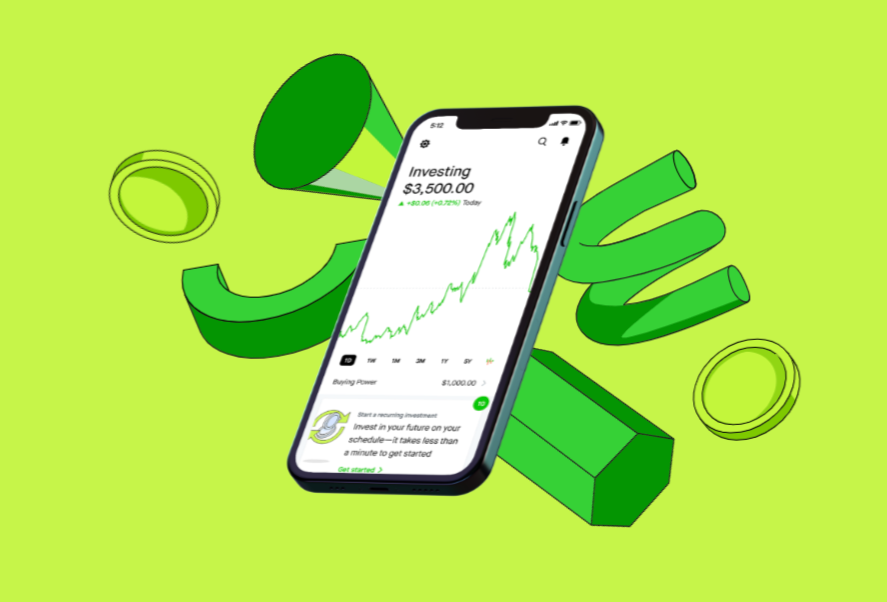 5:12
Investing
$3,500.00
▲ +$0.06 (+0.72%) Today
1D 1W 1M 3M 1Y 5Y
Buying Power $1,000.00 >
10
Start a recurring investment
Invest in your future on your
schedule—it takes less than
a minute to get started
Get started >